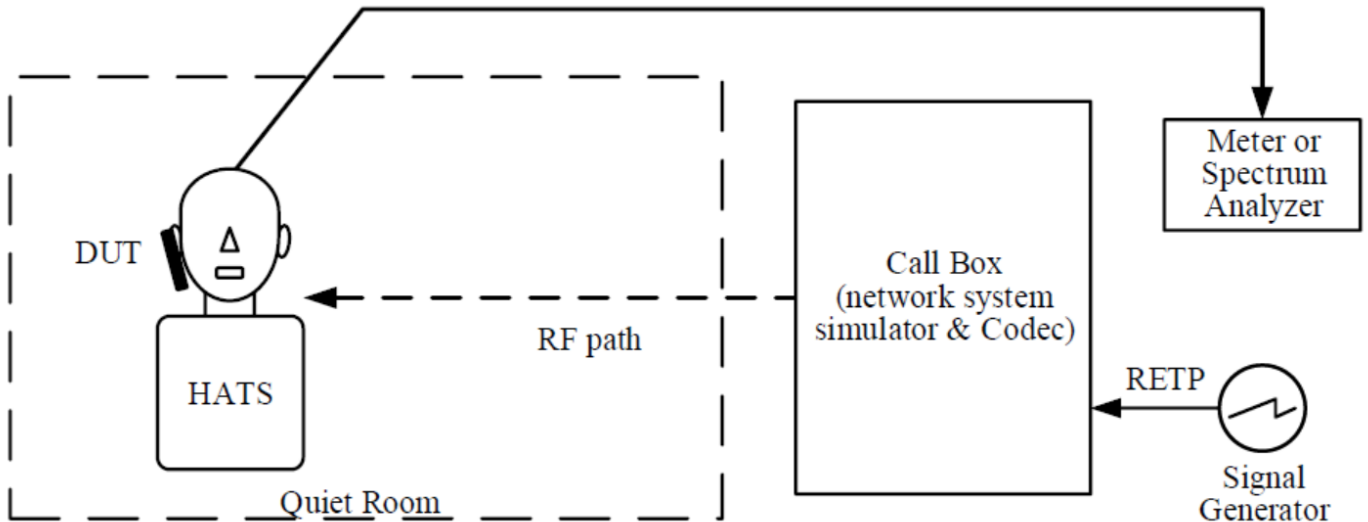 Meter or
Spectrum
Analyzer
DUT
Call Box
(network system
simulator & Codec)
RF path
RETP
HATS
Signal
Generator
Quiet Room